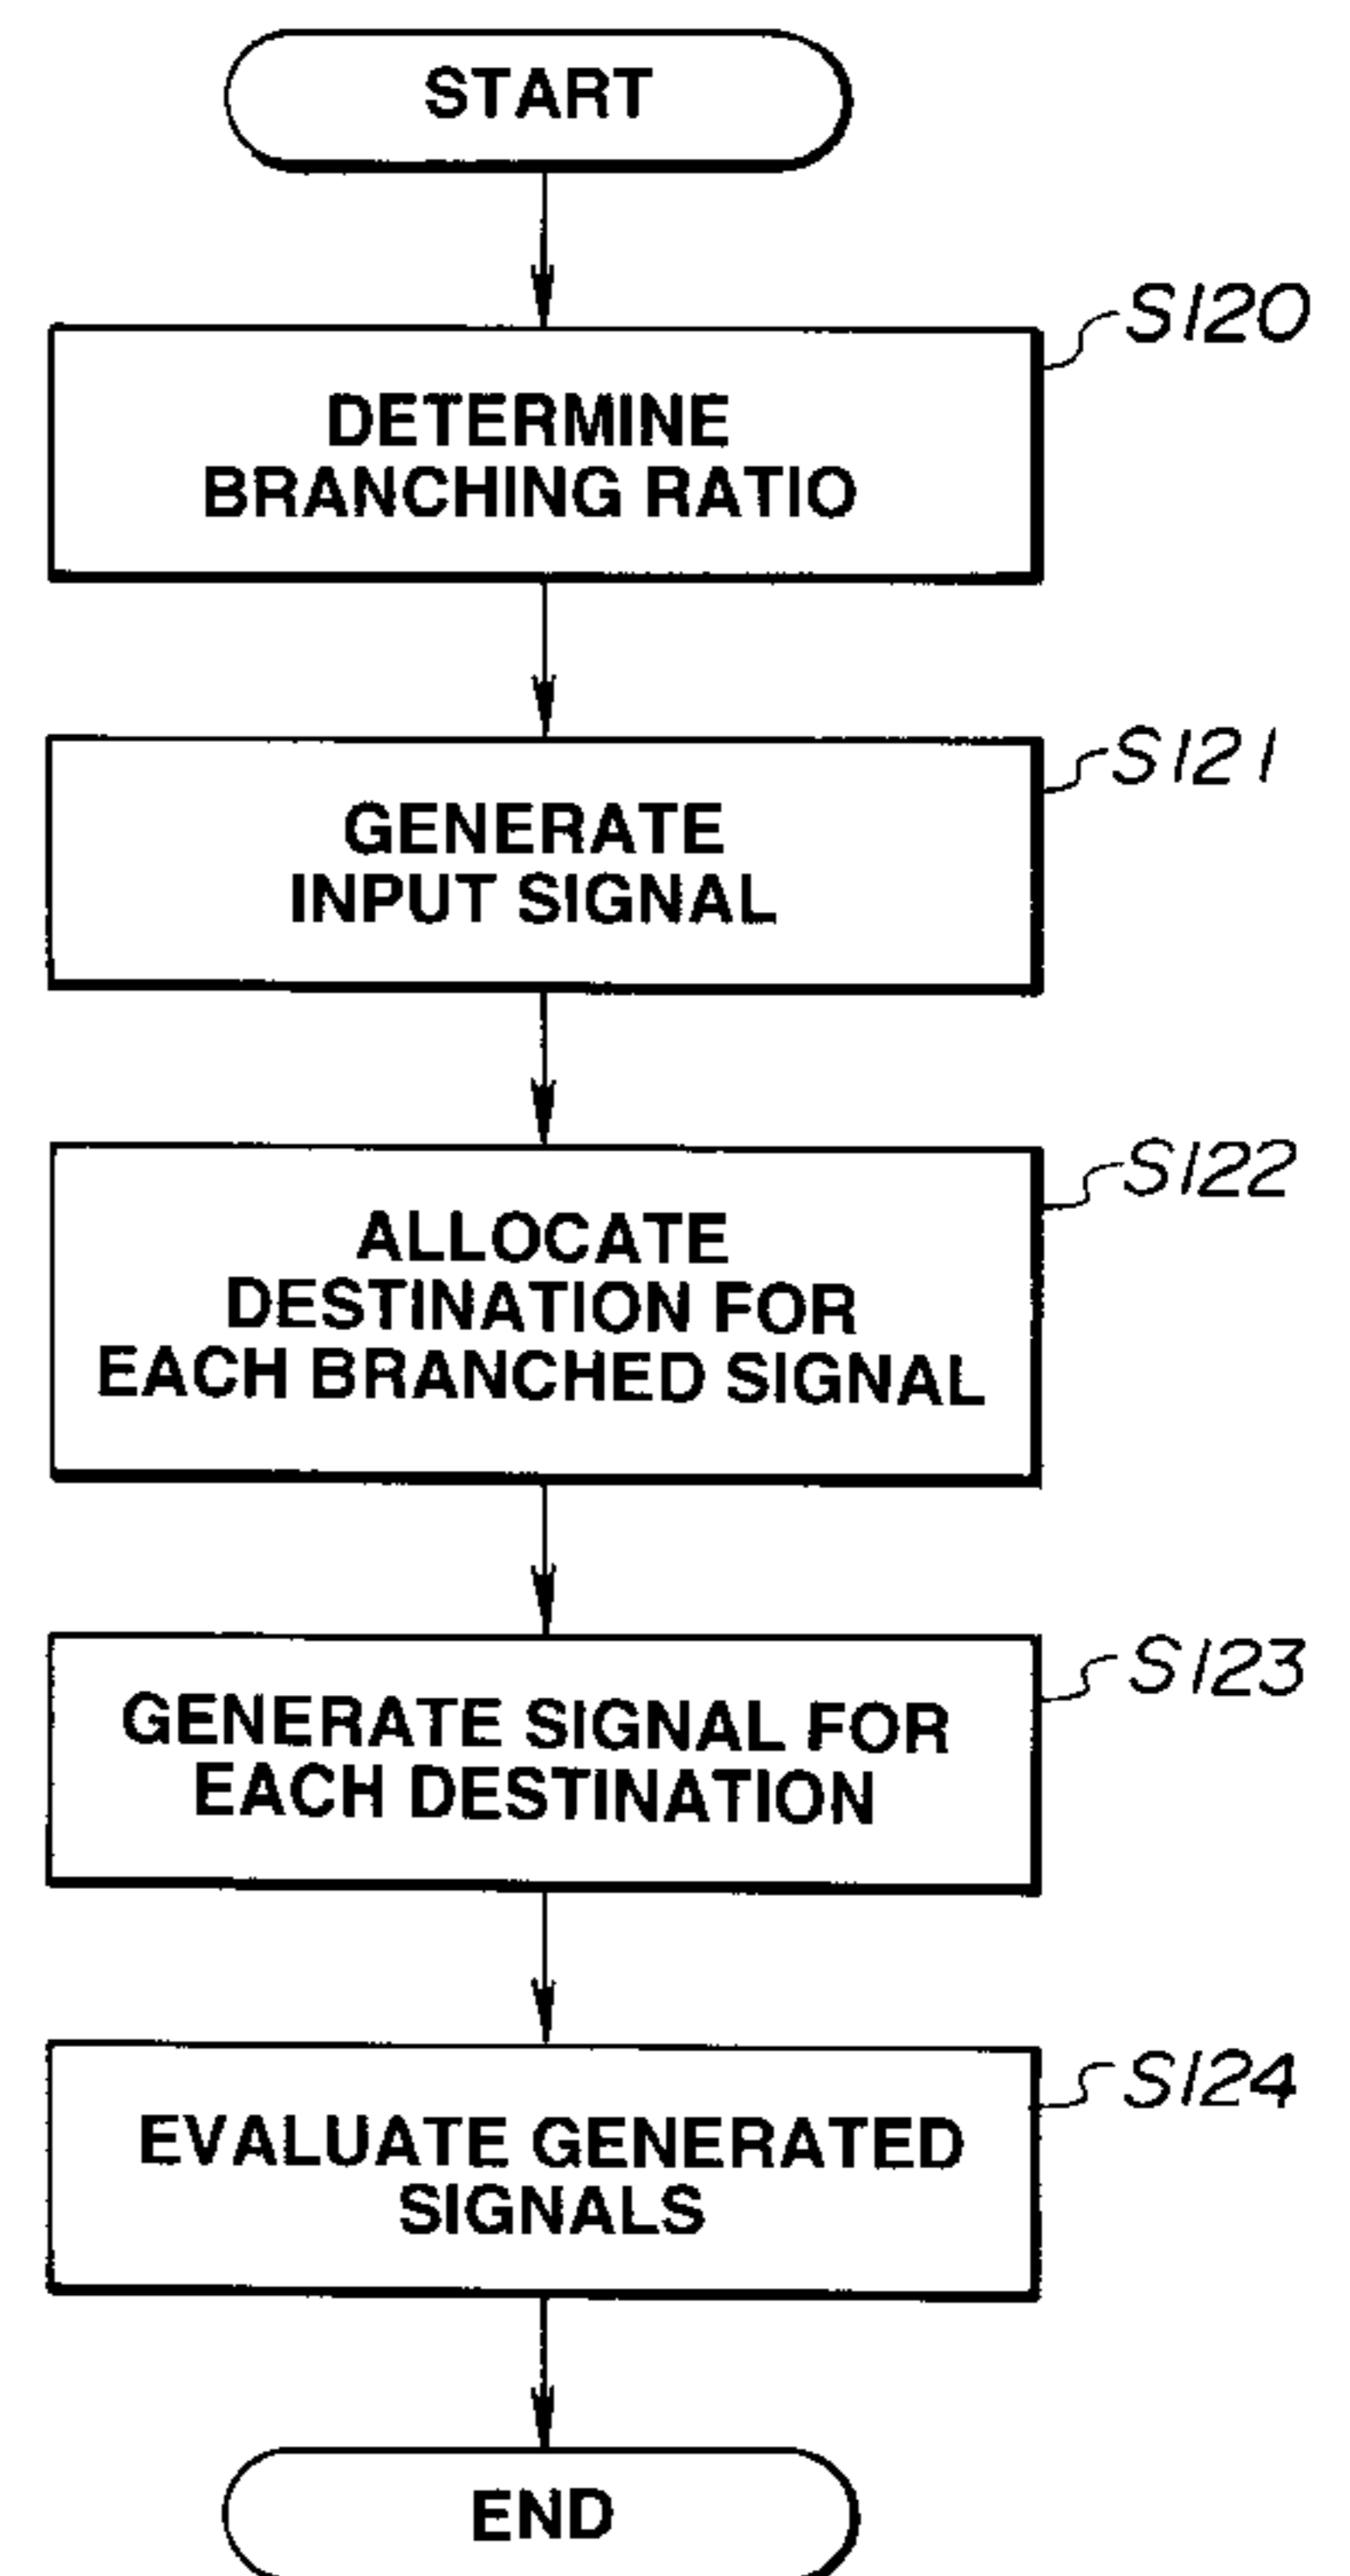 START
S120
DETERMINE
BRANCHING RATIO
S121
GENERATE
INPUT SIGNAL
S122
ALLOCATE
DESTINATION FOR
EACH BRANCHED SIGNAL
S123
GENERATE SIGNAL FOR
EACH DESTINATION
S124
EVALUATE GENERATED
SIGNALS
END